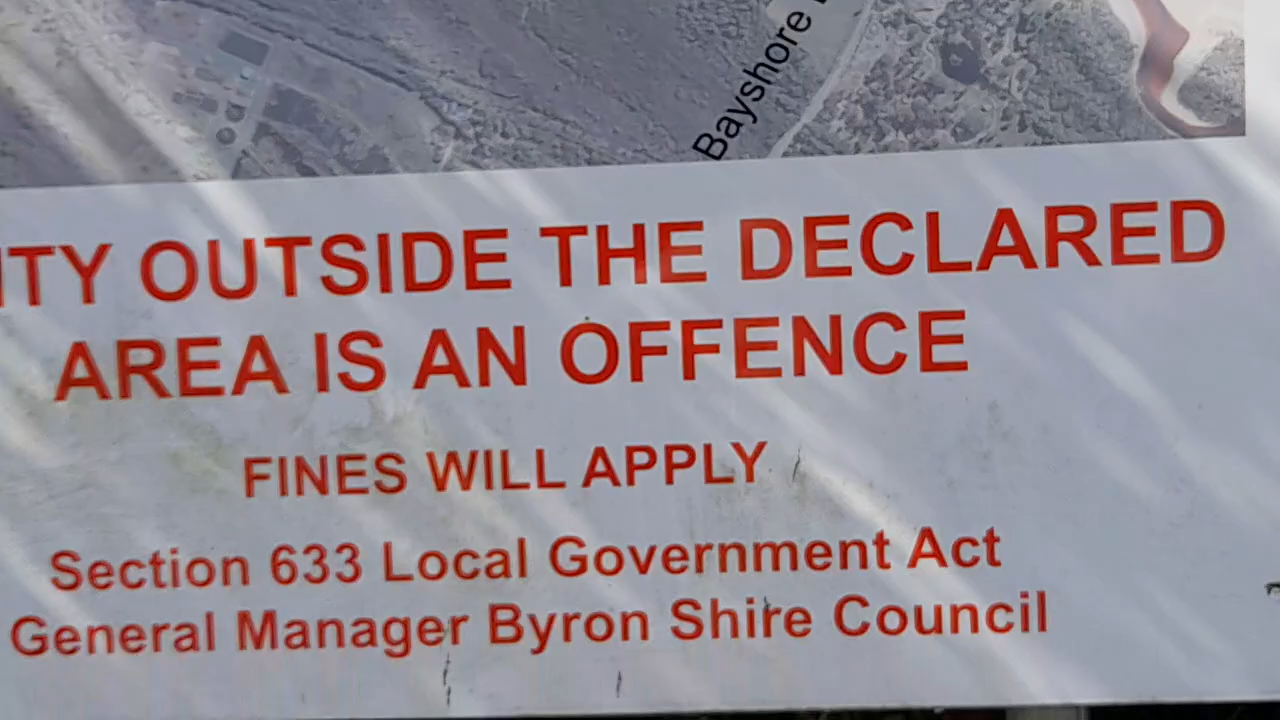 Bayshore
OUTSIDE THE DECLARED
AREA IS AN OFFENCE
FINES WILL APPLY
Section 633 Local Government Act
General Manager Byron Shire Council